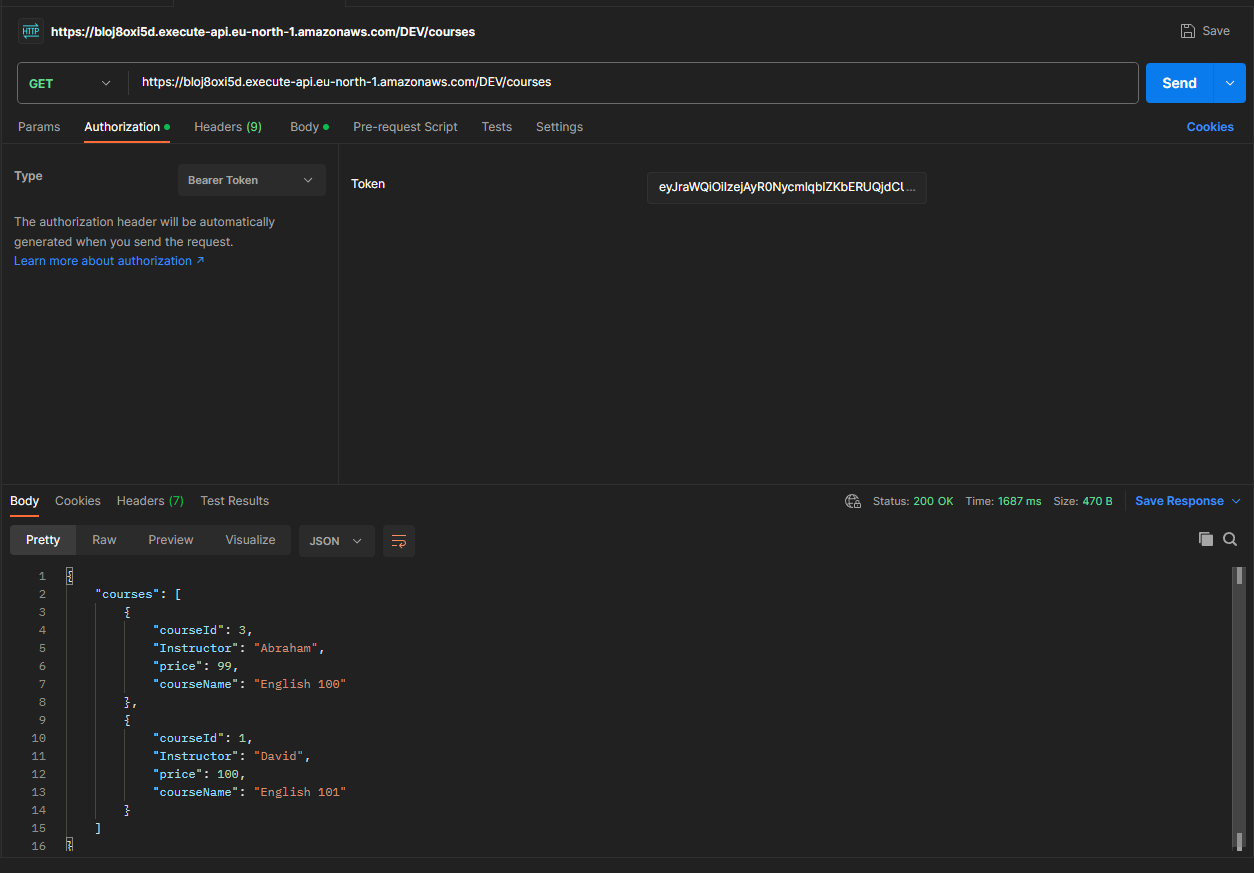 HTTP https://bloj8oxi5d.execute-api.eu-north-1.amazonaws.com/DEV/courses Save
GET https://bloj8oxi5d.execute-api.eu-north-1.amazonaws.com/DEV/courses Send
Params Authorization Headers (9) Body Pre-request Script Tests Settings Cookies
Type Bearer Token
Token eyJraWQiOiIzejAyR0NycmlqblZKbERUQjdCl...
The authorization header will be automatically
generated when you send the request.
Learn more about authorization ↗
Body Cookies Headers (7) Test Results Status: 200 OK Time: 1687 ms Size: 470 B Save Response
Pretty Raw Preview Visualize JSON
1 {
2 "courses": [
3 {
4 "courseId": 3,
5 "Instructor": "Abraham",
6 "price": 99,
7 "courseName": "English 100"
8 },
9 {
10 "courseId": 1,
11 "Instructor": "David",
12 "price": 100,
13 "courseName": "English 101"
14 }
15 ]
16 }